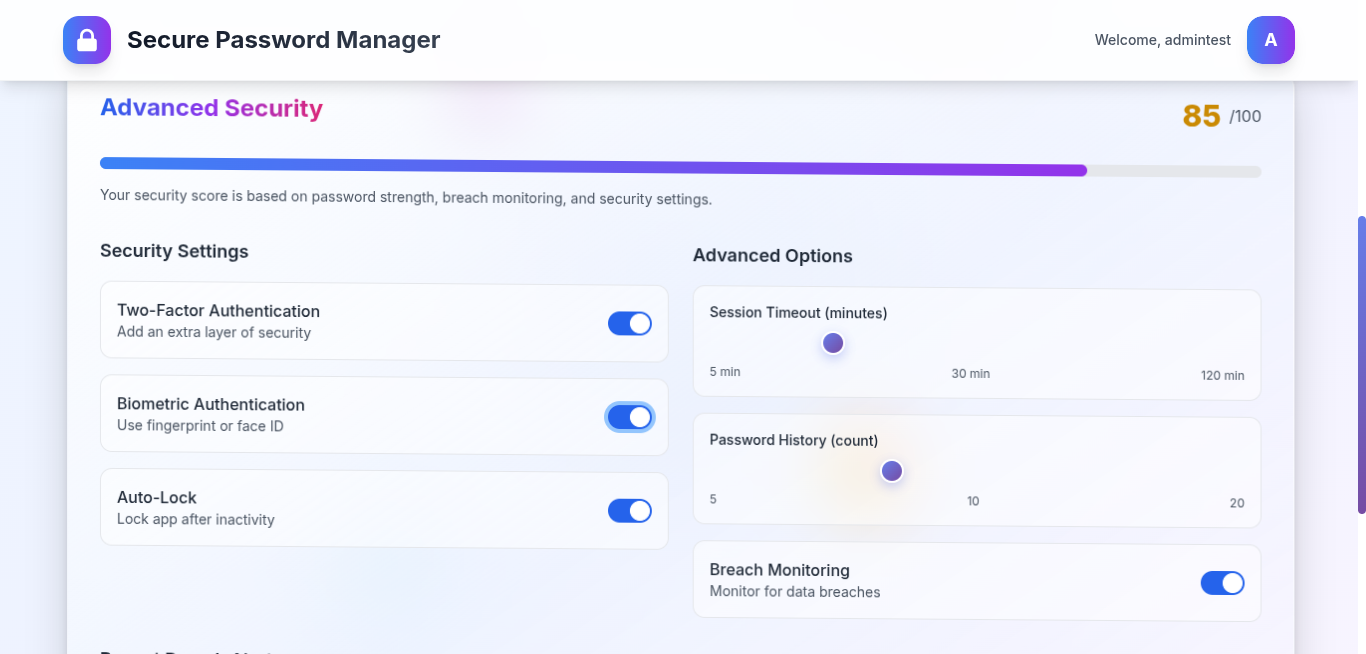 Secure Password Manager
Welcome, admintest
A
Advanced Security
85 /100
Your security score is based on password strength, breach monitoring, and security settings.
Security Settings
Two-Factor Authentication
Add an extra layer of security
Biometric Authentication
Use fingerprint or face ID
Auto-Lock
Lock app after inactivity
Advanced Options
Session Timeout (minutes)
5 min 30 min 120 min
Password History (count)
5 10 20
Breach Monitoring
Monitor for data breaches